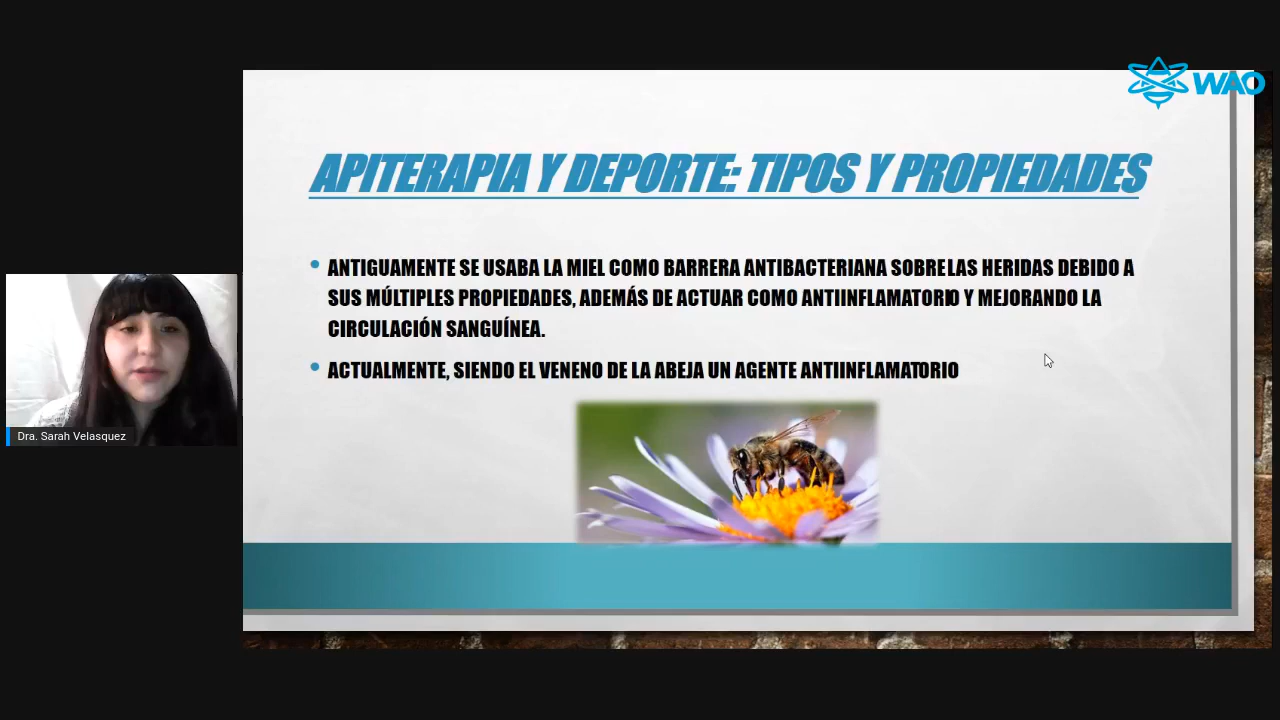 WAO
APITERAPIA Y DEPORTE: TIPOS Y PROPIEDADES
ANTIGUAMENTE SE USABA LA MIEL COMO BARRERA ANTIBACTERIANA SOBRE LAS HERIDAS DEBIDO A
SUS MÚLTIPLES PROPIEDADES, ADEMÁS DE ACTUAR COMO ANTIINFLAMATORIO Y MEJORANDO LA
CIRCULACIÓN SANGUÍNEA.
ACTUALMENTE, SIENDO EL VENENO DE LA ABEJA UN AGENTE ANTIINFLAMATORIO
Dra. Sarah Velasquez